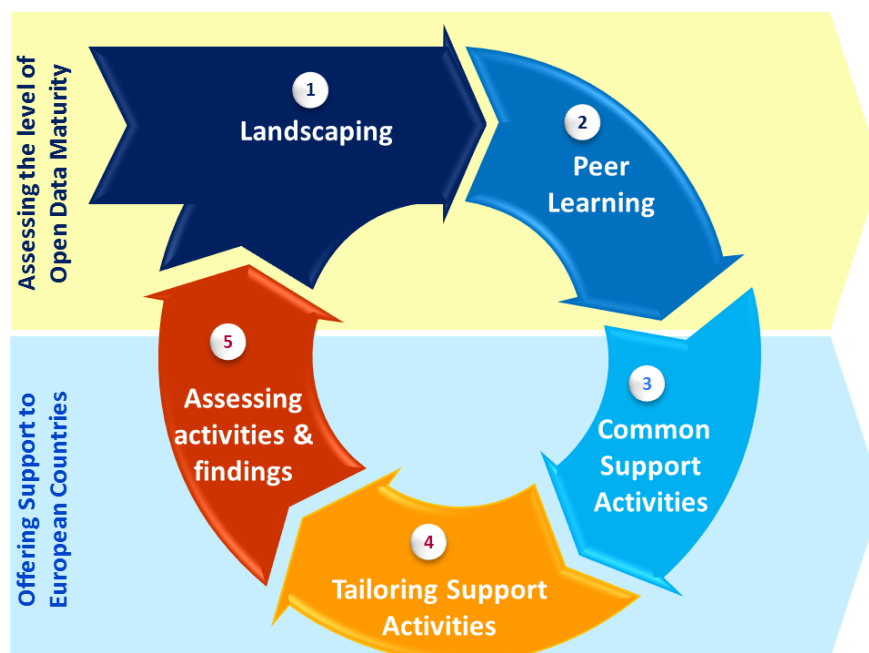 Assessing the level of
Open Data Maturity
1
Landscaping
2
Peer
Learning
Offering Support to
European Countries
3
Common
Support
Activities
4
Tailoring Support
Activities
5
Assessing
activities &
findings